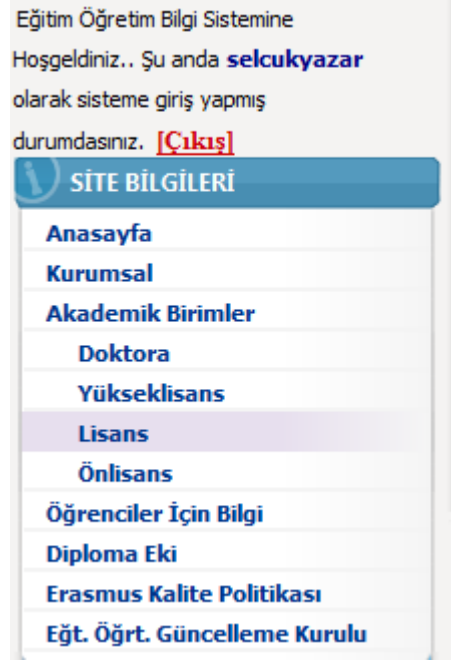 Eğitim Öğretim Bilgi Sistemine
Hoşgeldiniz.. Şu anda selcukyazar
olarak sisteme giriş yapmış
durumdasınız. [Çıkış]
SİTE BİLGİLERİ
Anasayfa
Kurumsal
Akademik Birimler
Doktora
Yükseklisans
Lisans
Önlisans
Öğrenciler İçin Bilgi
Diploma Eki
Erasmus Kalite Politikası
Eğt. Öğrt. Güncelleme Kurulu